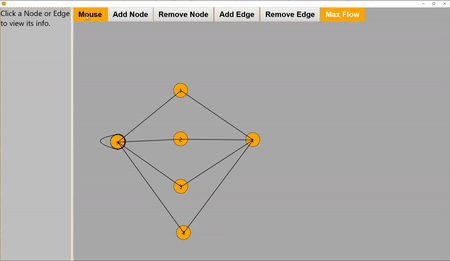 Click a Node or Edge
to view its info.
Mouse
Add Node
Remove Node
Add Edge
Remove Edge
Max Flow
2